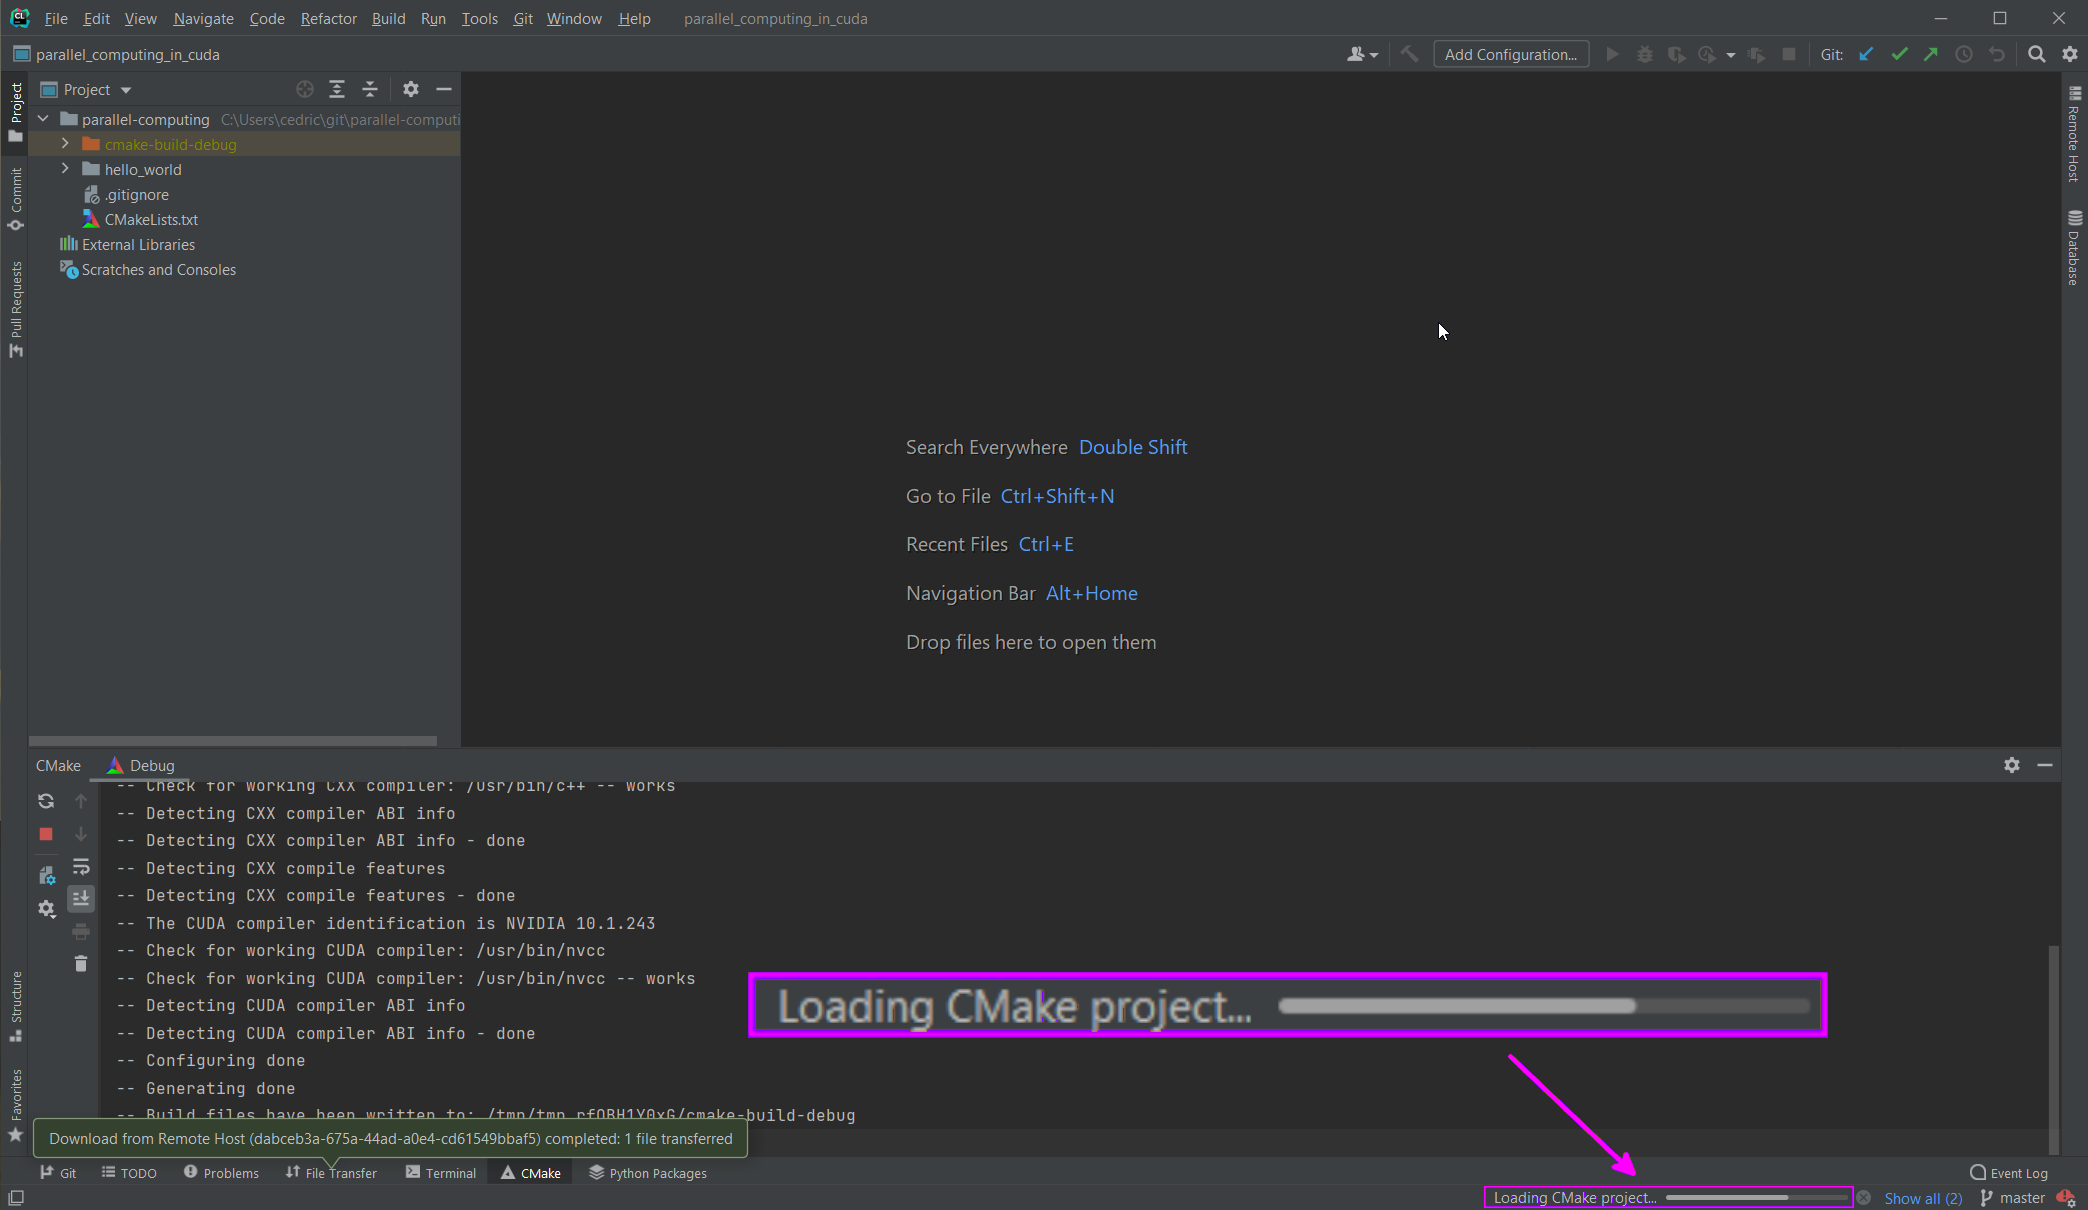 File Edit View Navigate Code Refactor Build Run Tools Git Window Help parallel_computing_in_cuda
parallel_computing_in_cuda
Add Configuration...
Git:
Project
parallel-computing C:\Users\cedric\git\parallel-computi
cmake-build-debug
hello_world
.gitignore
CMakeLists.txt
External Libraries
Scratches and Consoles
Project
Commit
Pull Requests
Structure
Favorites
Remote Host
Database
Search Everywhere Double Shift
Go to File Ctrl+Shift+N
Recent Files Ctrl+E
Navigation Bar Alt+Home
Drop files here to open them
CMake Debug
-- Check for working CXX compiler: /usr/bin/c++ -- works
-- Detecting CXX compiler ABI info
-- Detecting CXX compiler ABI info - done
-- Detecting CXX compile features
-- Detecting CXX compile features - done
-- The CUDA compiler identification is NVIDIA 10.1.243
-- Check for working CUDA compiler: /usr/bin/nvcc
-- Check for working CUDA compiler: /usr/bin/nvcc -- works
-- Detecting CUDA compiler ABI info
-- Detecting CUDA compiler ABI info - done
-- Configuring done
-- Generating done
-- Build files have been written to: /tmp/tmp.rfOBH1Y0xG/cmake-build-debug
Loading CMake project...
Download from Remote Host (dabceb3a-675a-44ad-a0e4-cd61549bbaf5) completed: 1 file transferred
Git TODO Problems File Transfer Terminal CMake Python Packages Event Log
Loading CMake project... Show all (2) master